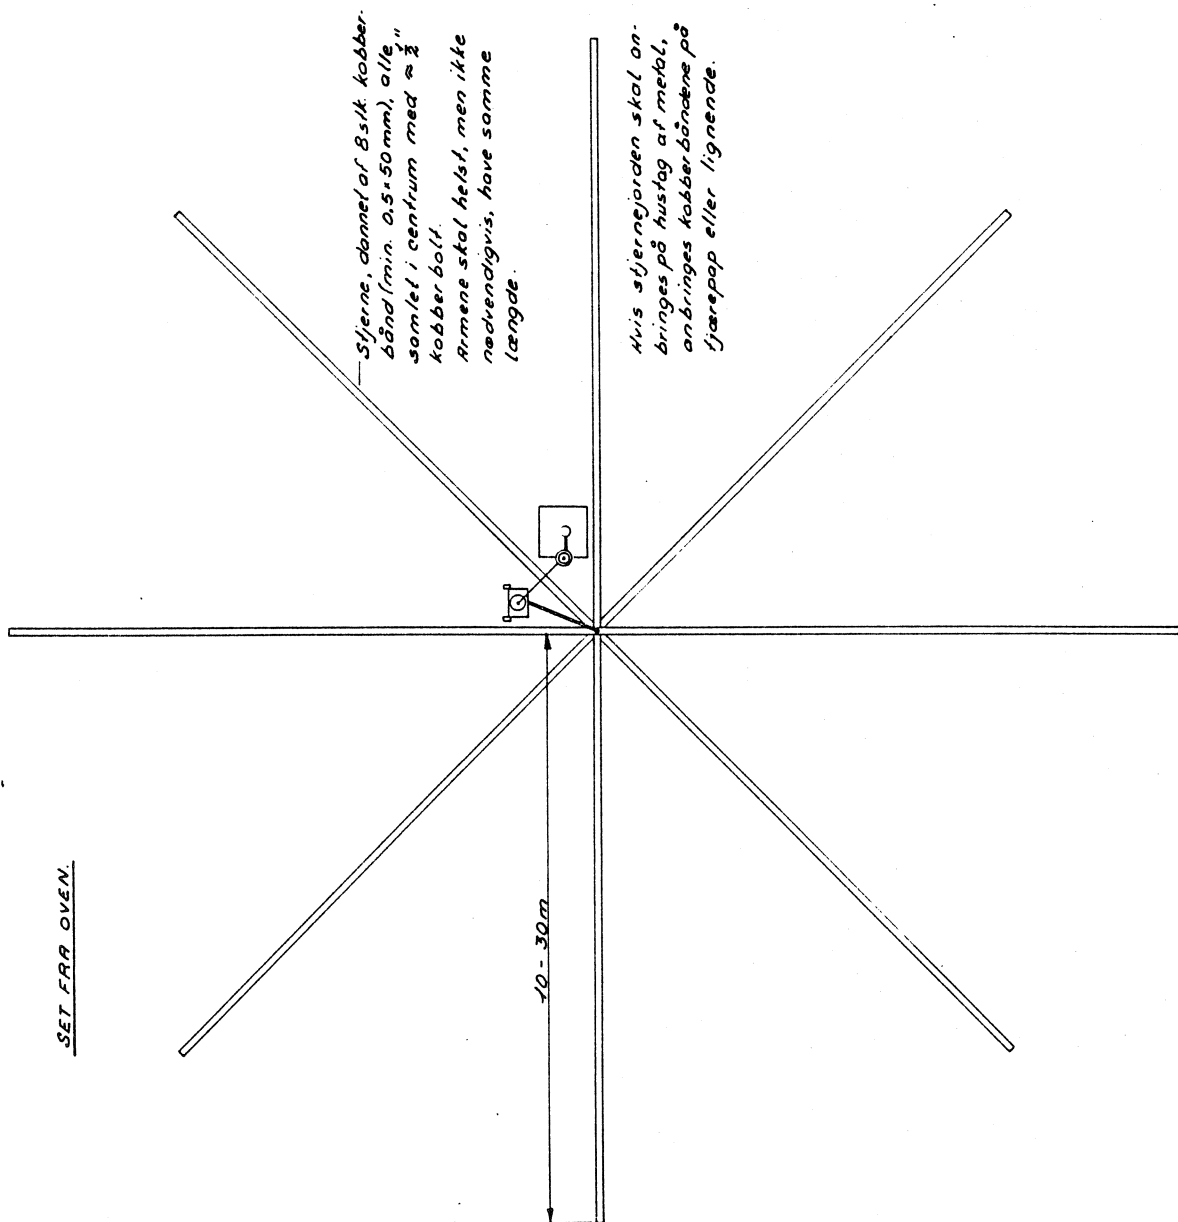 SET FRA OVEN.
Stjerne, dannet af 8 stk. kobber-
bånd (min. 0.5×50mm), alle
samlet i centrum med ≈ 1/2"
kobberbolt.
Armene skal helst, men ikke
nødvendigvis, have samme
længde.
Hvis stjernejorden skal an-
bringes på hustag af metal,
anbringes kobberbåndene på
tjærepap eller lignende.
10 - 30m